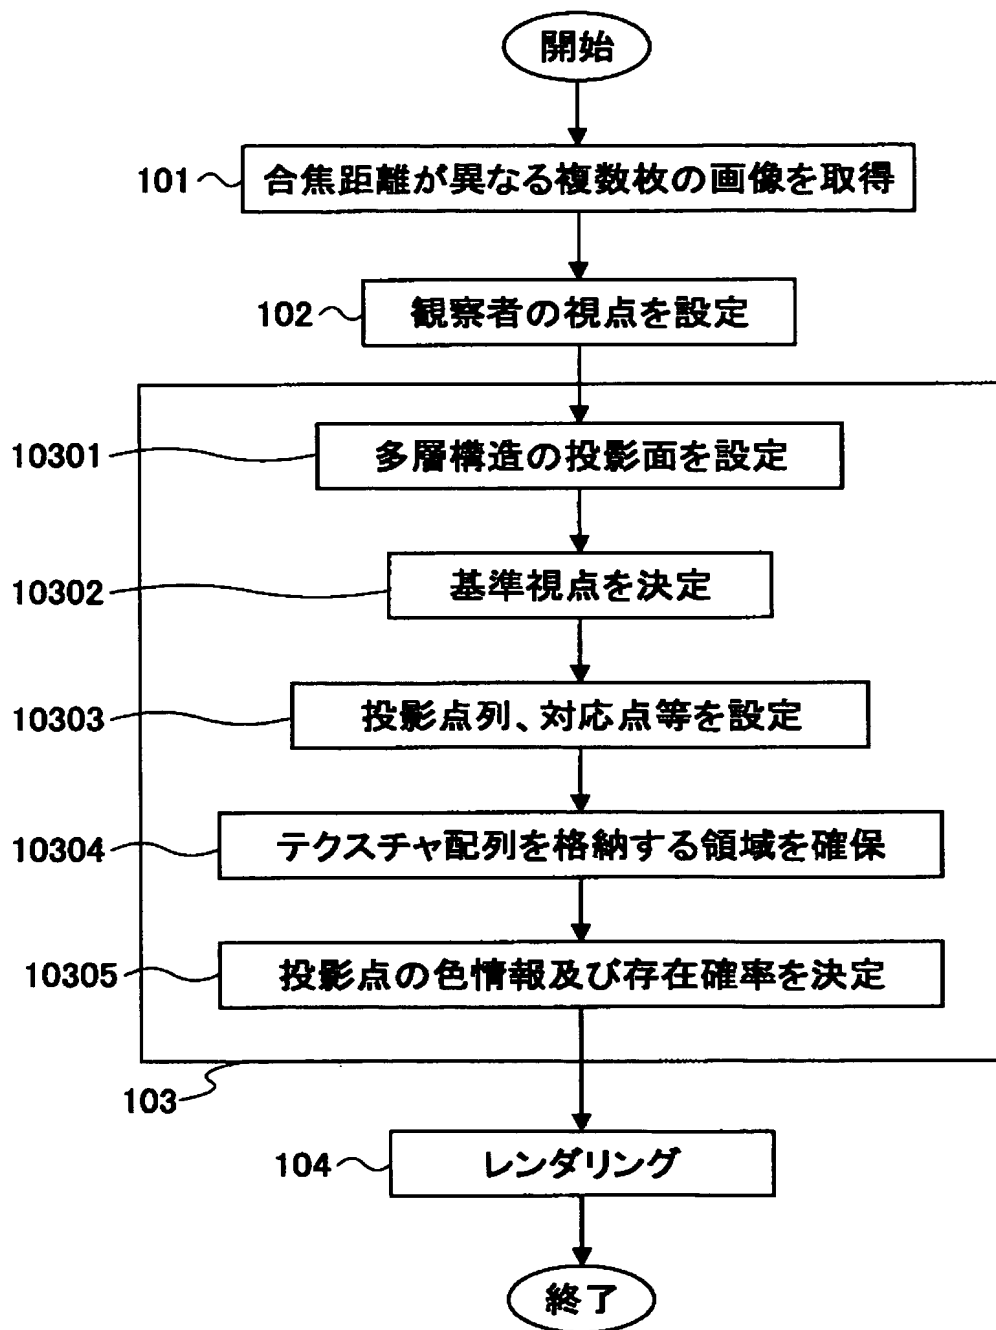 開始
101 合焦距離が異なる複数枚の画像を取得
102 観察者の視点を設定
10301 多層構造の投影面を設定
10302 基準視点を決定
10303 投影点列、対応点等を設定
10304 テクスチャ配列を格納する領域を確保
10305 投影点の色情報及び存在確率を決定
103
104 レンダリング
終了